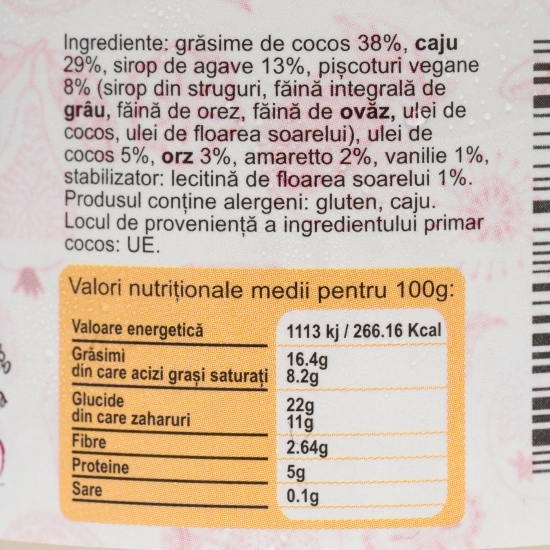 Ingrediente: grăsime de cocos 38%, caju
29%, sirop de agave 13%, pișcoturi vegane
8% (sirop din struguri, făină integrală de
grâu, făină de orez, făină de ovăz, ulei de
cocos, ulei de floarea soarelui), ulei de
cocos 5%, orz 3%, amaretto 2%, vanilie 1%,
stabilizator: lecitină de floarea soarelui 1%.
Produsul conține alergeni: gluten, caju.
Locul de proveniență a ingredientului primar
cocos: UE.
Valori nutriționale medii pentru 100g:
Valoare energetică 1113 kj / 266.16 Kcal
Grăsimi 16.4g
din care acizi grași saturați 8.2g
Glucide 22g
din care zaharuri 11g
Fibre 2.64g
Proteine 5g
Sare 0.1g